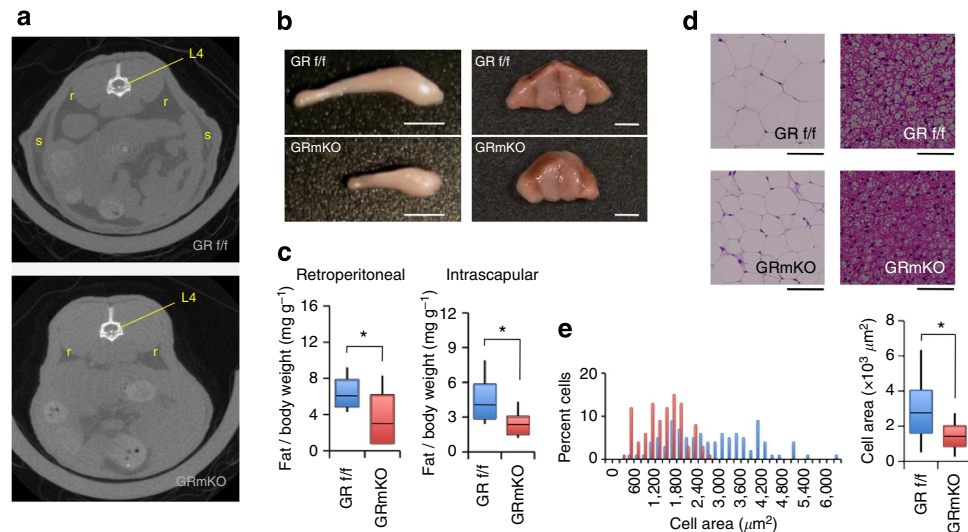 a
L4
r
r
s
s
GR f/f
L4
r
r
GRmKO
b
GR f/f
GR f/f
GRmKO
GRmKO
c
Retroperitoneal
Fat / body weight (mg g⁻¹)
16
12
8
4
0
*
GR f/f
GRmKO
Intrascapular
Fat / body weight (mg g⁻¹)
12
9
6
3
0
*
GR f/f
GRmKO
d
GR f/f
GR f/f
GRmKO
GRmKO
e
Percent cells
20
10
0
0
600
1,200
1,800
2,400
3,000
3,600
4,200
4,800
5,400
6,000
Cell area (μm²)
Cell area (×10³ μm²)
8
6
4
2
0
*
GR f/f
GRmKO